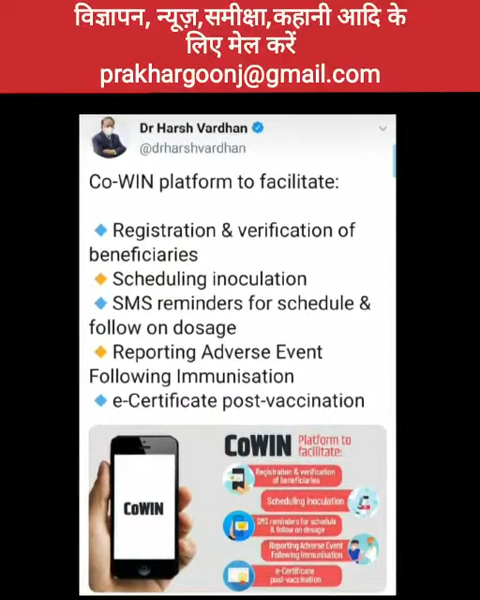 विज्ञापन, न्यूज़,समीक्षा,कहानी आदि के
लिए मेल करें
prakhargoonj@gmail.com
Dr Harsh Vardhan
@drharshvardhan
Co-WIN platform to facilitate:
🔹 Registration & verification of
beneficiaries
🔸 Scheduling inoculation
🔹 SMS reminders for schedule &
follow on dosage
🔸 Reporting Adverse Event
Following Immunisation
🔹 e-Certificate post-vaccination
CoWIN Platform to
facilitate:
Registration & verification
of beneficiaries
Scheduling inoculation
SMS reminders for schedule
& follow on dosage
Reporting Adverse Event
Following Immunisation
e-Certificate
post-vaccination
CoWIN